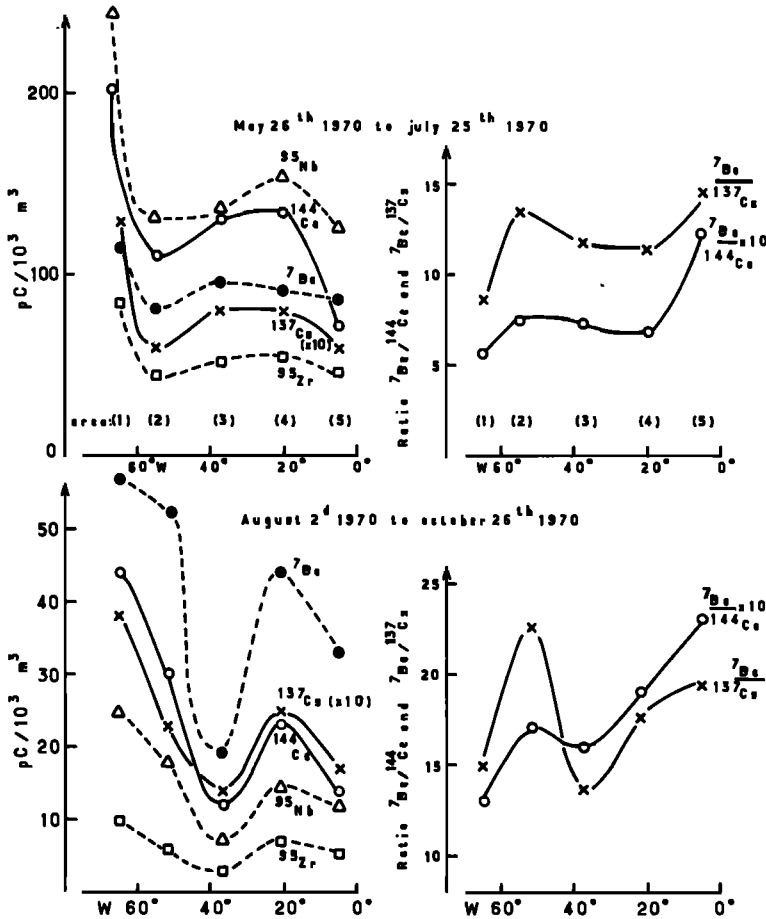 May 26th 1970 to july 25th 1970
pC/10³ m³
200
100
0
95Nb
144Ce
7Be
137Cs (x10)
95Zr
area:(1) (2) (3) (4) (5)
60°W 40° 20° 0°
Ratio 7Be/144Ce and 7Be/137Cs
15
10
5
7Be
137Cs
7Be x10
144Ce
(1) (2) (3) (4) (5)
W 60° 40° 20° 0°
August 2d 1970 to october 26th 1970
pC/10³ m³
50
40
30
20
10
7Be
137Cs (x10)
144Ce
95Nb
95Zr
W 60° 40° 20° 0°
Ratio 7Be/144Ce and 7Be/137Cs
25
20
15
10
8
7Be x10
144Ce
7Be
137Cs
W 60° 40° 20° 0°